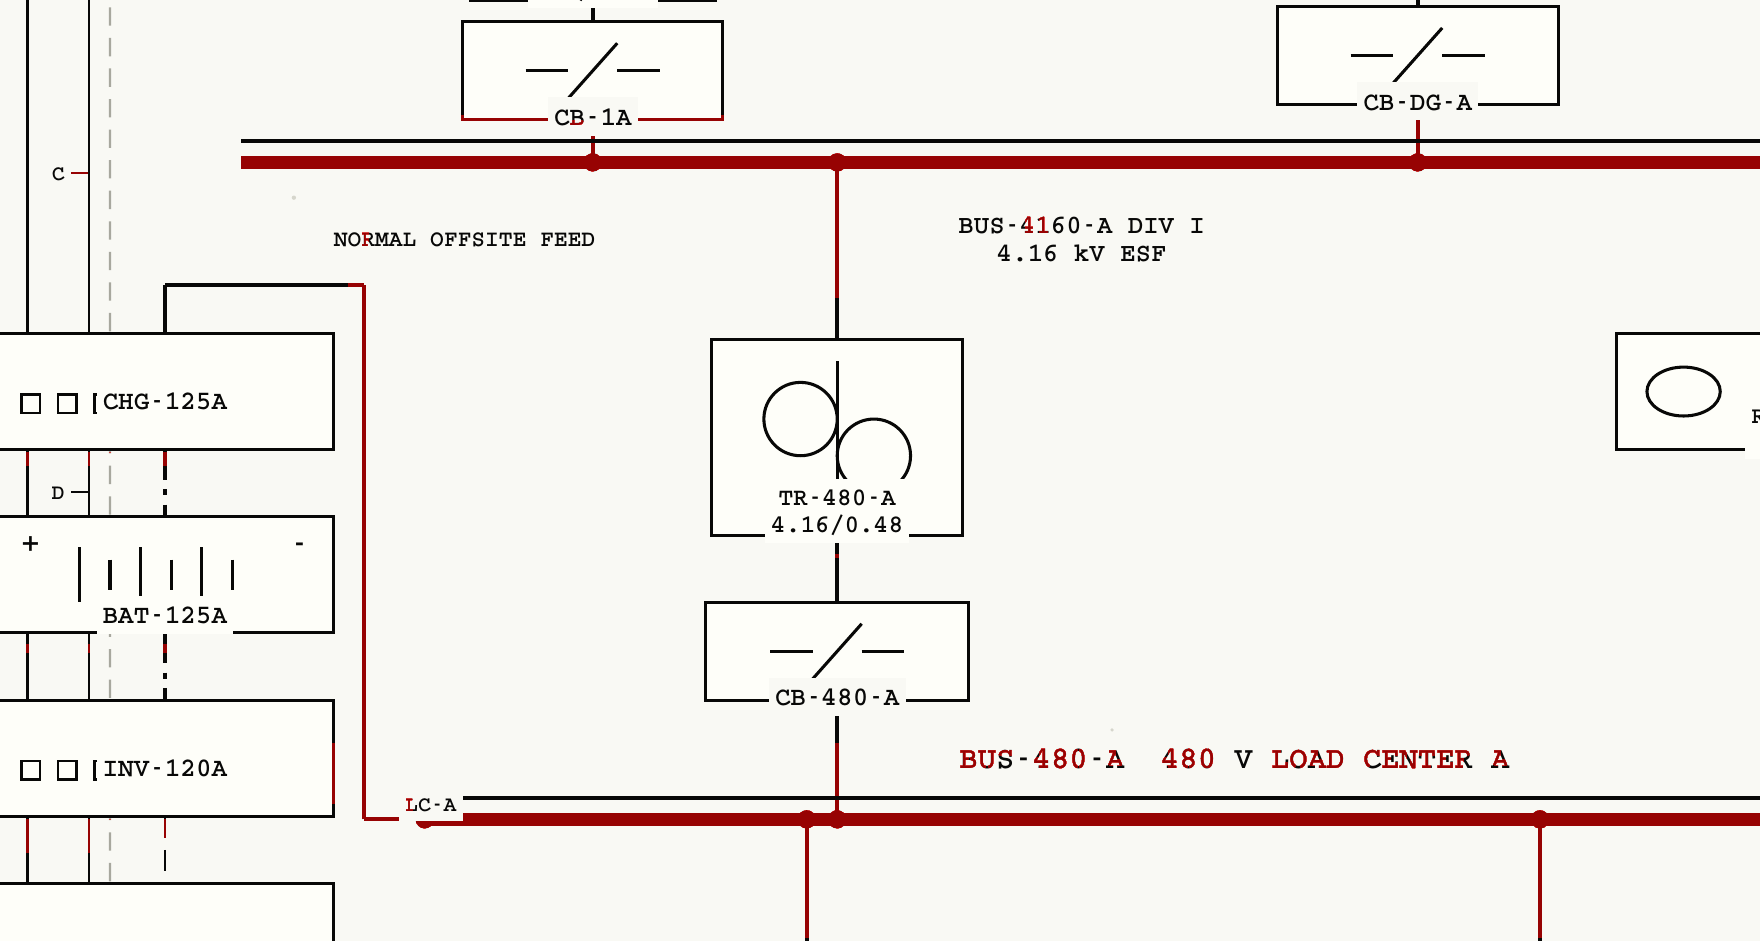 CB-1A
CB-DG-A
C
NORMAL OFFSITE FEED
BUS-4160-A DIV I
4.16 kV ESF
CHG-125A
D
TR-480-A
4.16/0.48
+ -
BAT-125A
CB-480-A
BUS-480-A 480 V LOAD CENTER A
INV-120A
LC-A